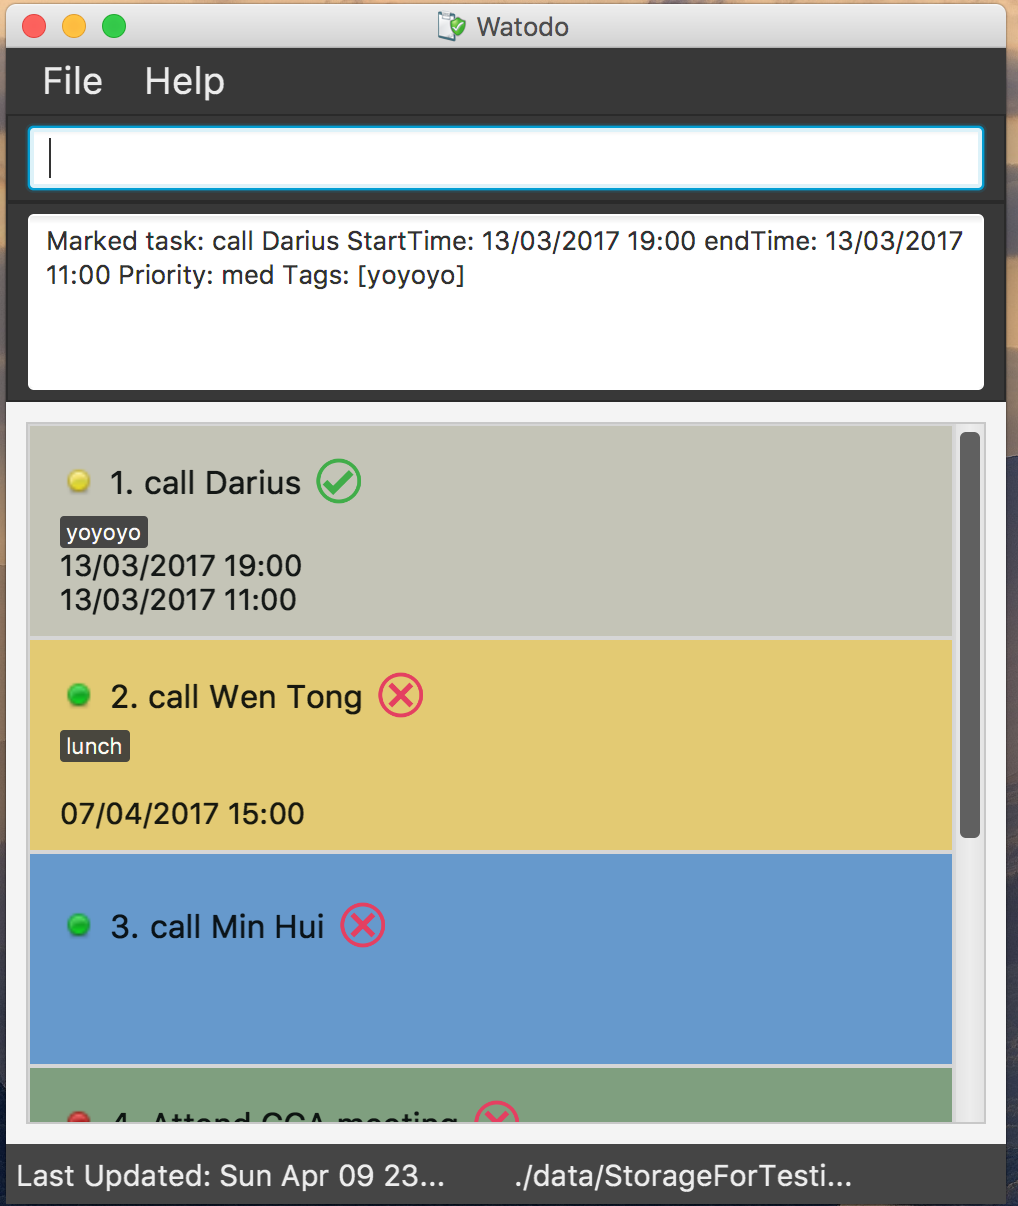 Watodo
File Help
Marked task: call Darius StartTime: 13/03/2017 19:00 endTime: 13/03/2017
11:00 Priority: med Tags: [yoyoyo]
1. call Darius
yoyoyo
13/03/2017 19:00
13/03/2017 11:00
2. call Wen Tong
lunch
07/04/2017 15:00
3. call Min Hui
4. Attend CCA meeting
Last Updated: Sun Apr 09 23... ./data/StorageForTesti...